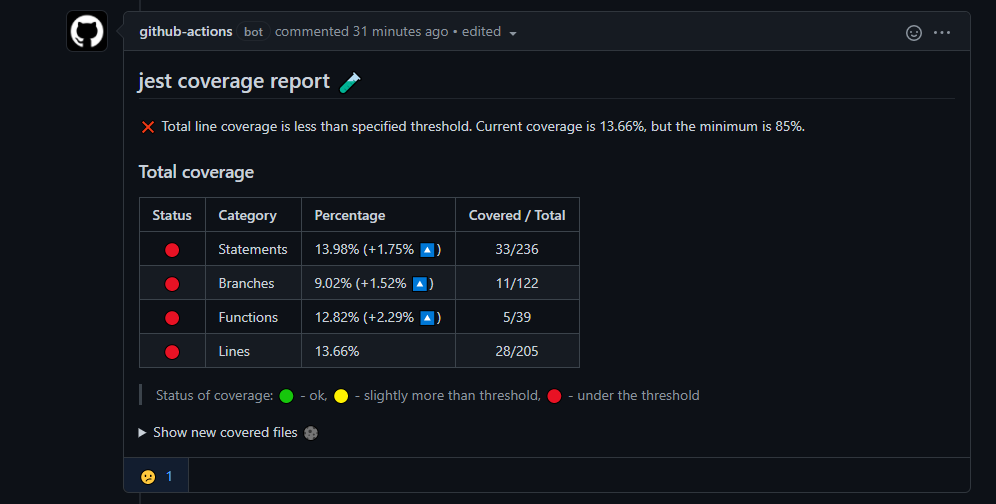 github-actions bot commented 31 minutes ago • edited
jest coverage report
Total line coverage is less than specified threshold. Current coverage is 13.66%, but the minimum is 85%.
Total coverage
Status Category Percentage Covered / Total
Statements 13.98% (+1.75% 🔼) 33/236
Branches 9.02% (+1.52% 🔼) 11/122
Functions 12.82% (+2.29% 🔼) 5/39
Lines 13.66% 28/205
Status of coverage: 🟢 - ok, 🟡 - slightly more than threshold, 🔴 - under the threshold
Show new covered files
1